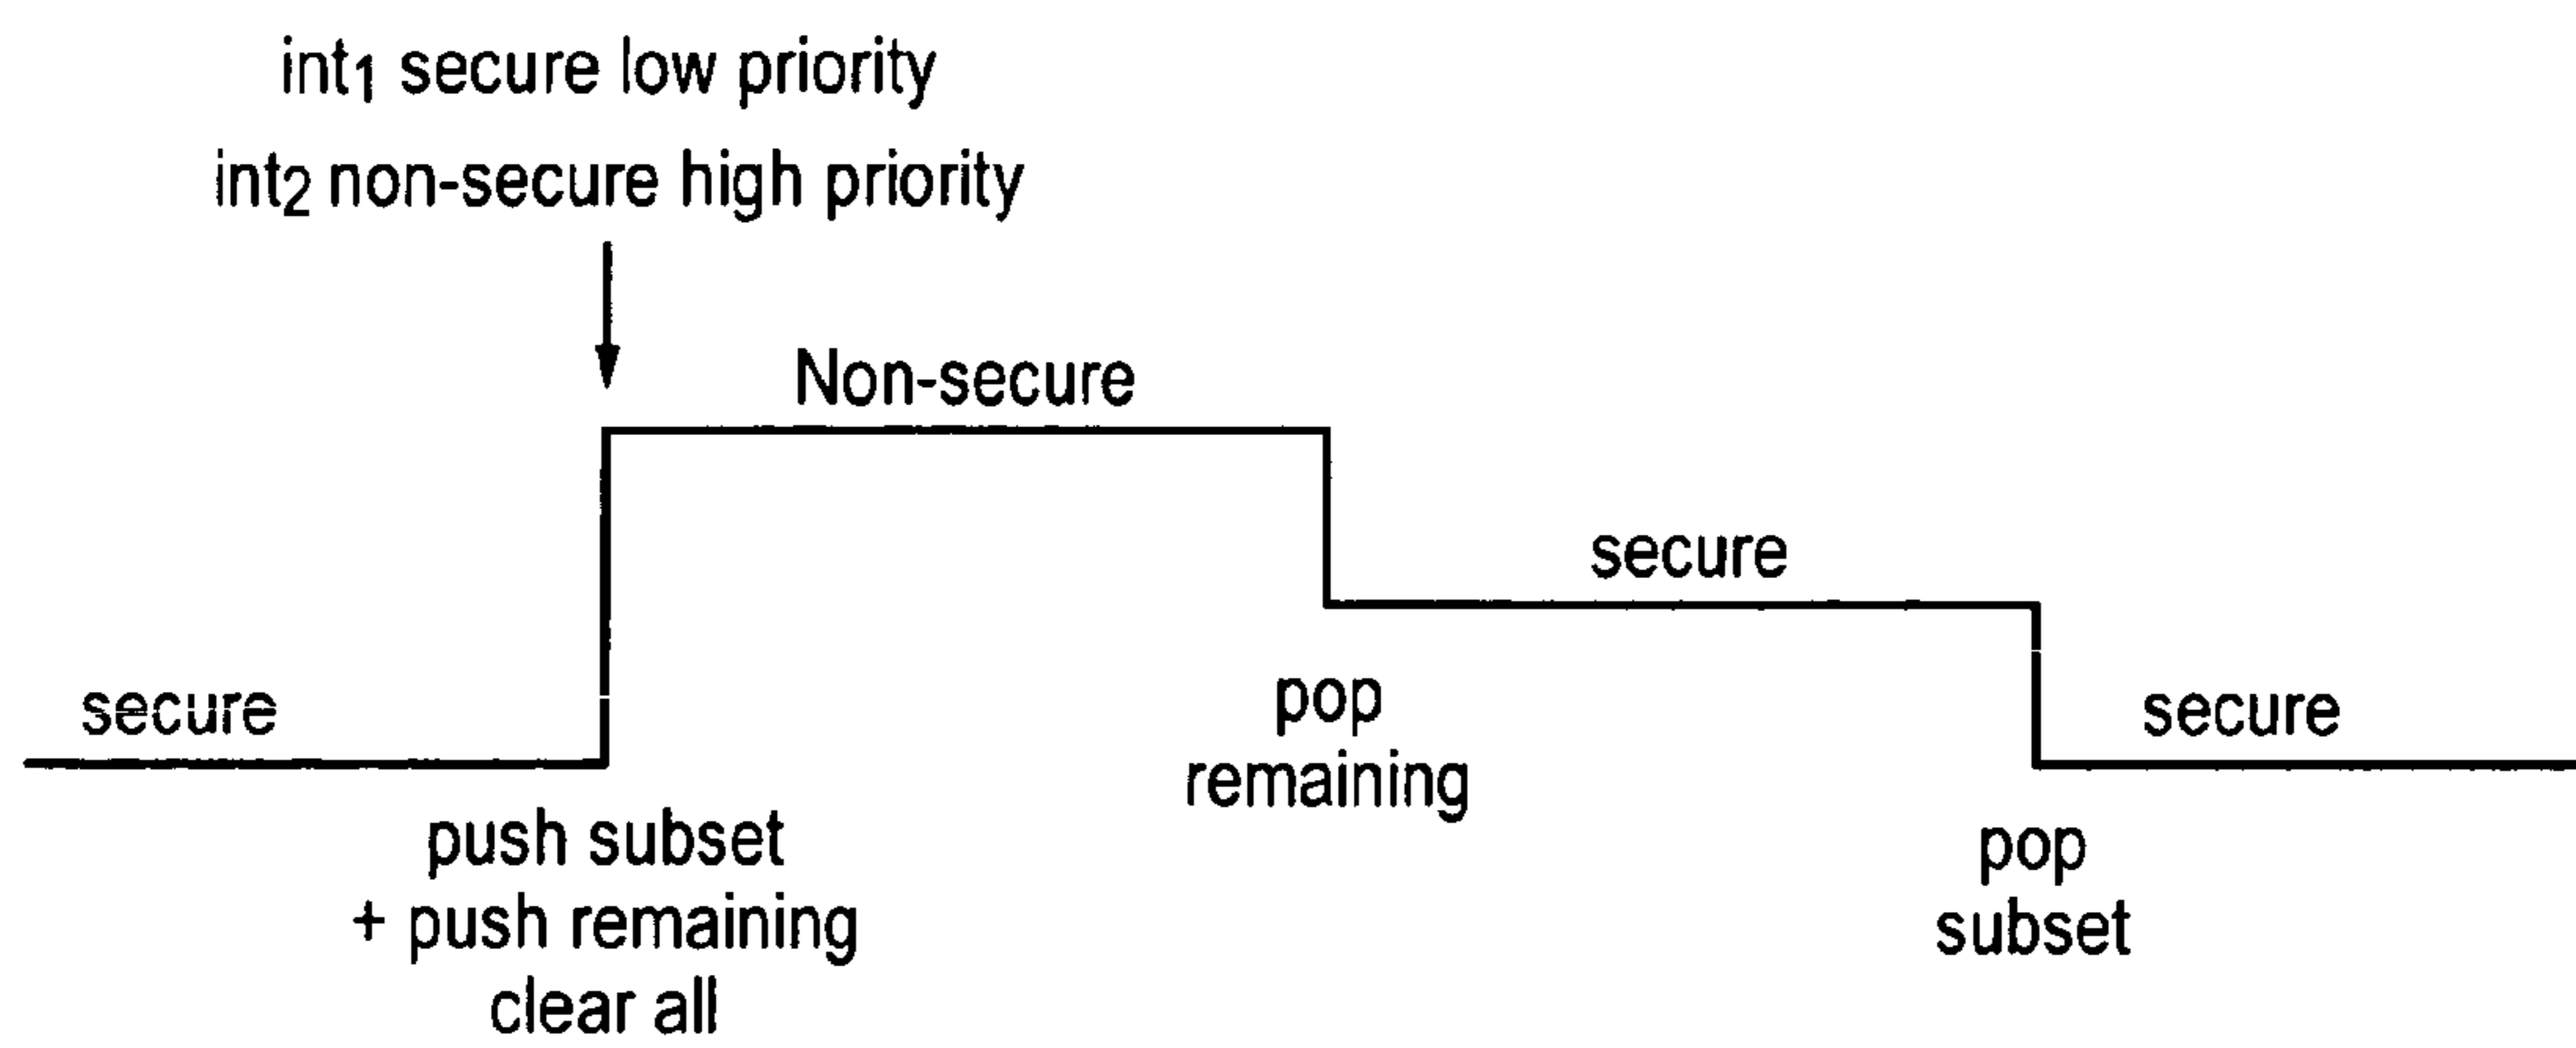 int1 secure low priority
int2 non-secure high priority
Non-secure
secure
secure
pop
remaining
secure
push subset
+ push remaining
clear all
pop
subset